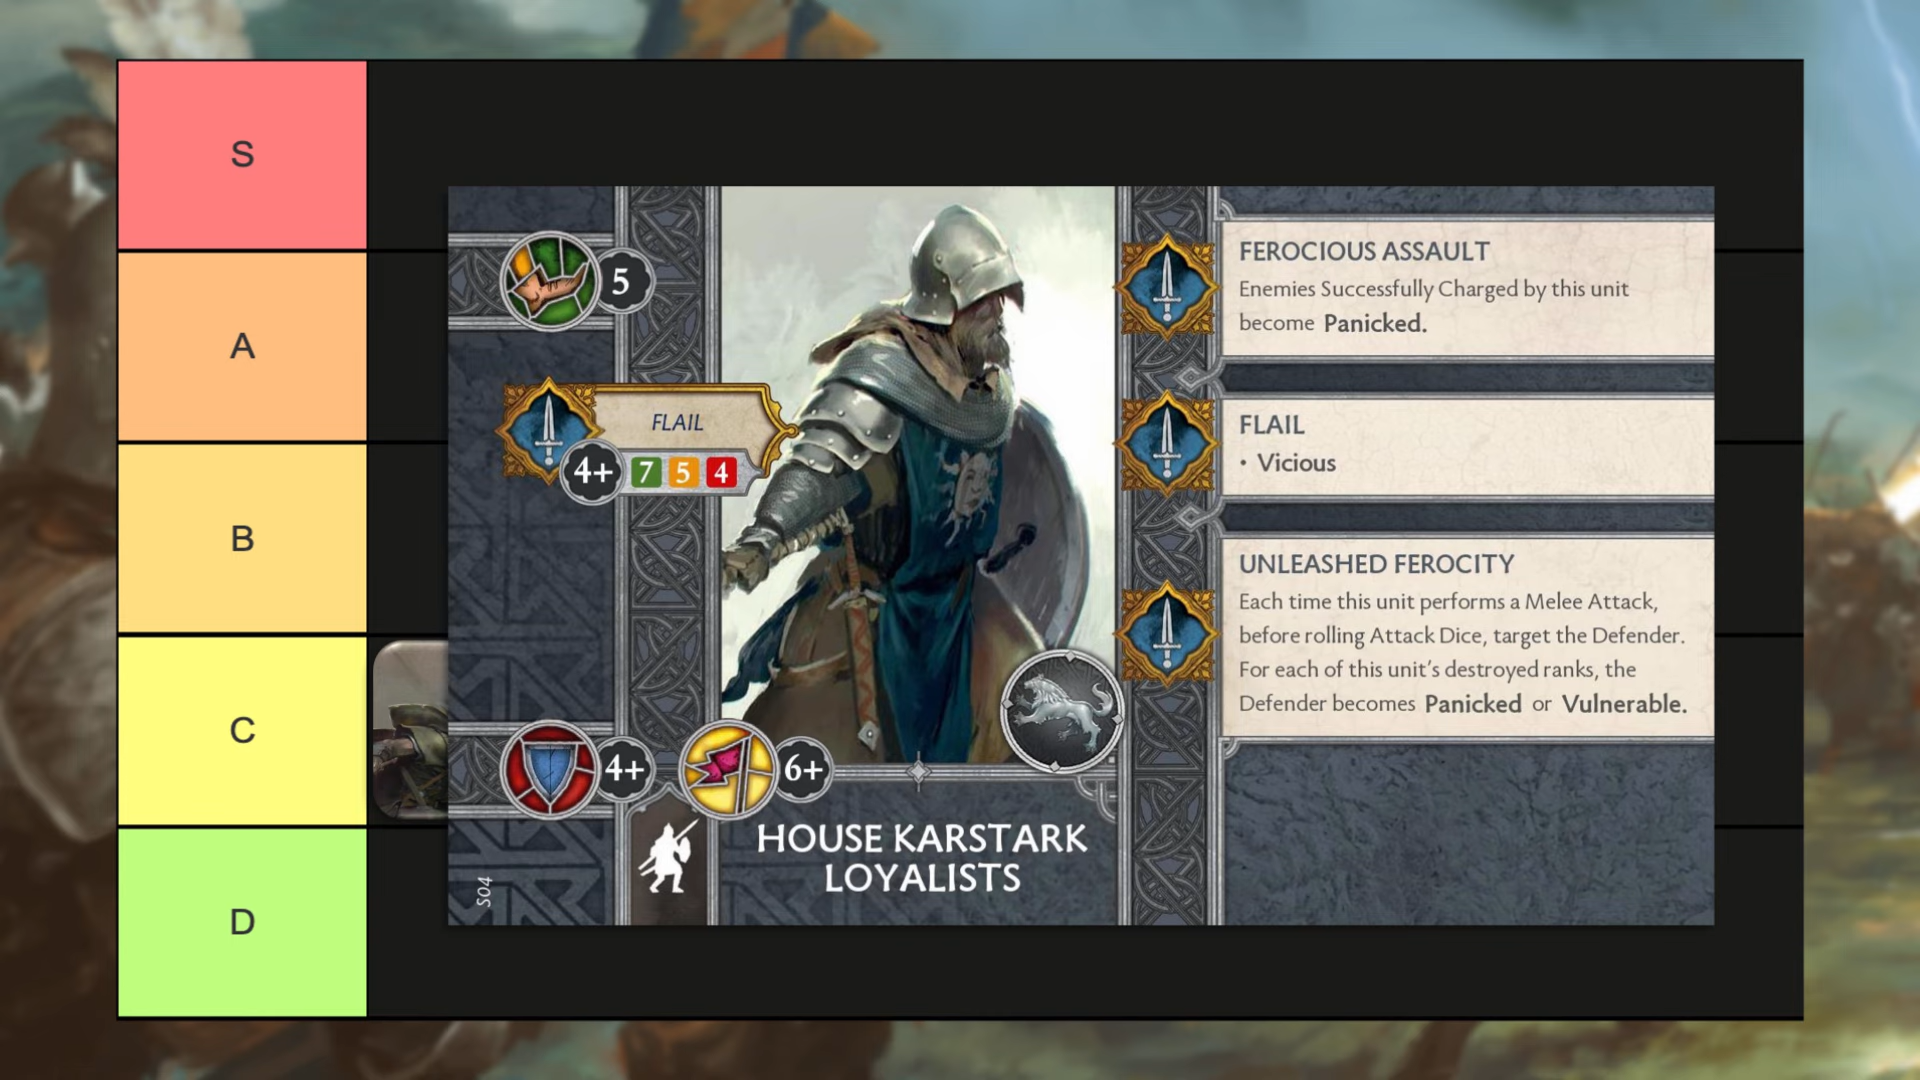 S
A
B
C
D
5
FLAIL
4+ 7 5 4
4+
6+
HOUSE KARSTARK
LOYALISTS
S04
FEROCIOUS ASSAULT
Enemies Successfully Charged by this unit
become Panicked.
FLAIL
• Vicious
UNLEASHED FEROCITY
Each time this unit performs a Melee Attack,
before rolling Attack Dice, target the Defender.
For each of this unit's destroyed ranks, the
Defender becomes Panicked or Vulnerable.